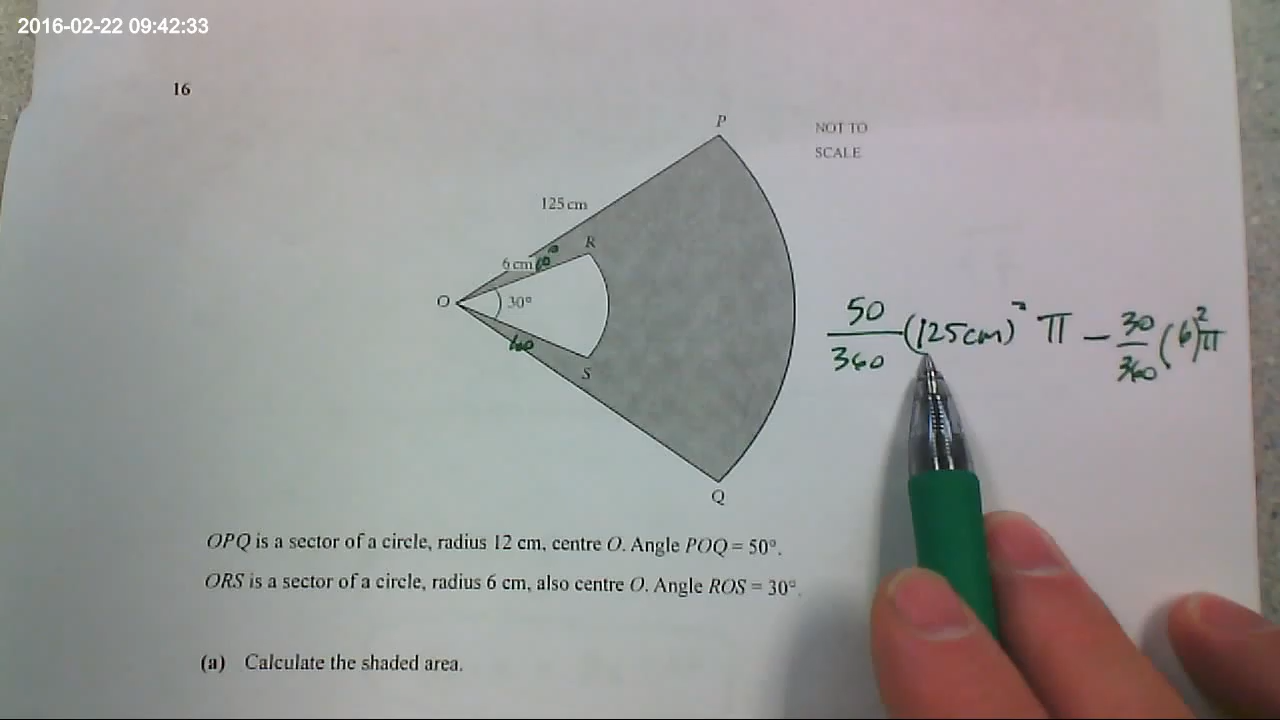 2016-02-22 09:42:33
16
P
NOT TO
SCALE
125 cm
R
10
6 cm 10
O
30°
S
Q
50/360 (125cm)² π − 30/360 (6)² π
OPQ is a sector of a circle, radius 12 cm, centre O. Angle POQ = 50°.
ORS is a sector of a circle, radius 6 cm, also centre O. Angle ROS = 30°.
(a) Calculate the shaded area.